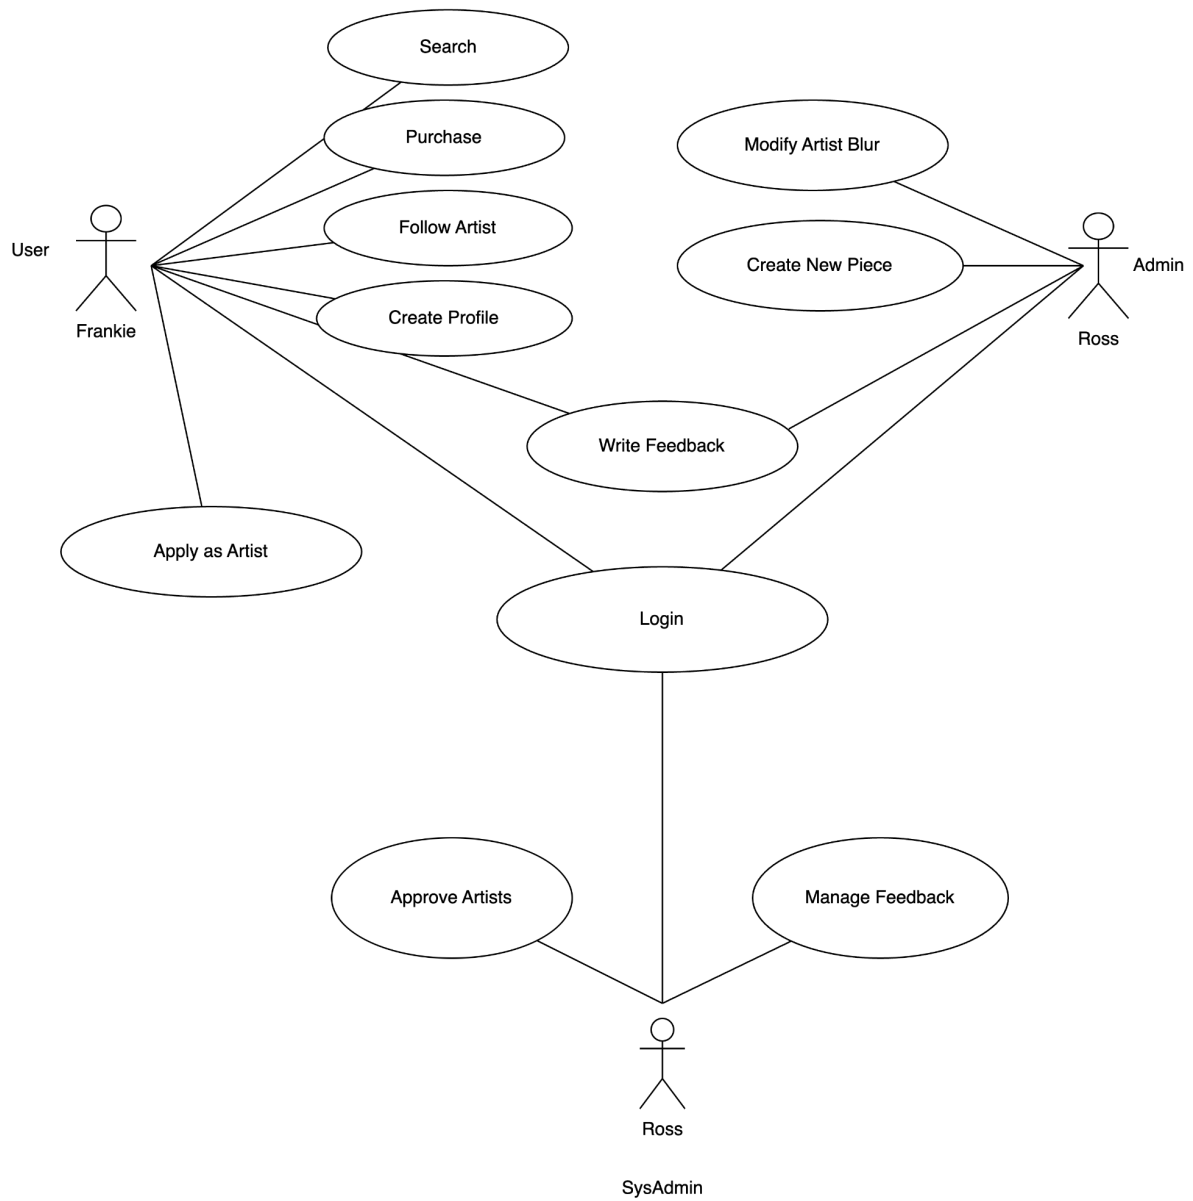 Search
Purchase
Modify Artist Blur
Follow Artist
User
Create New Piece
Admin
Create Profile
Frankie
Ross
Write Feedback
Apply as Artist
Login
Approve Artists
Manage Feedback
Ross
SysAdmin